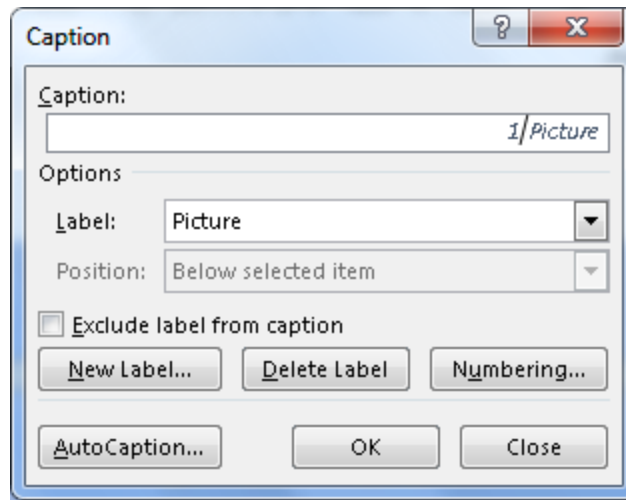 Caption
Caption:
1 Picture
Options
Label: Picture
Position: Below selected item
Exclude label from caption
New Label... Delete Label Numbering...
AutoCaption... OK Close